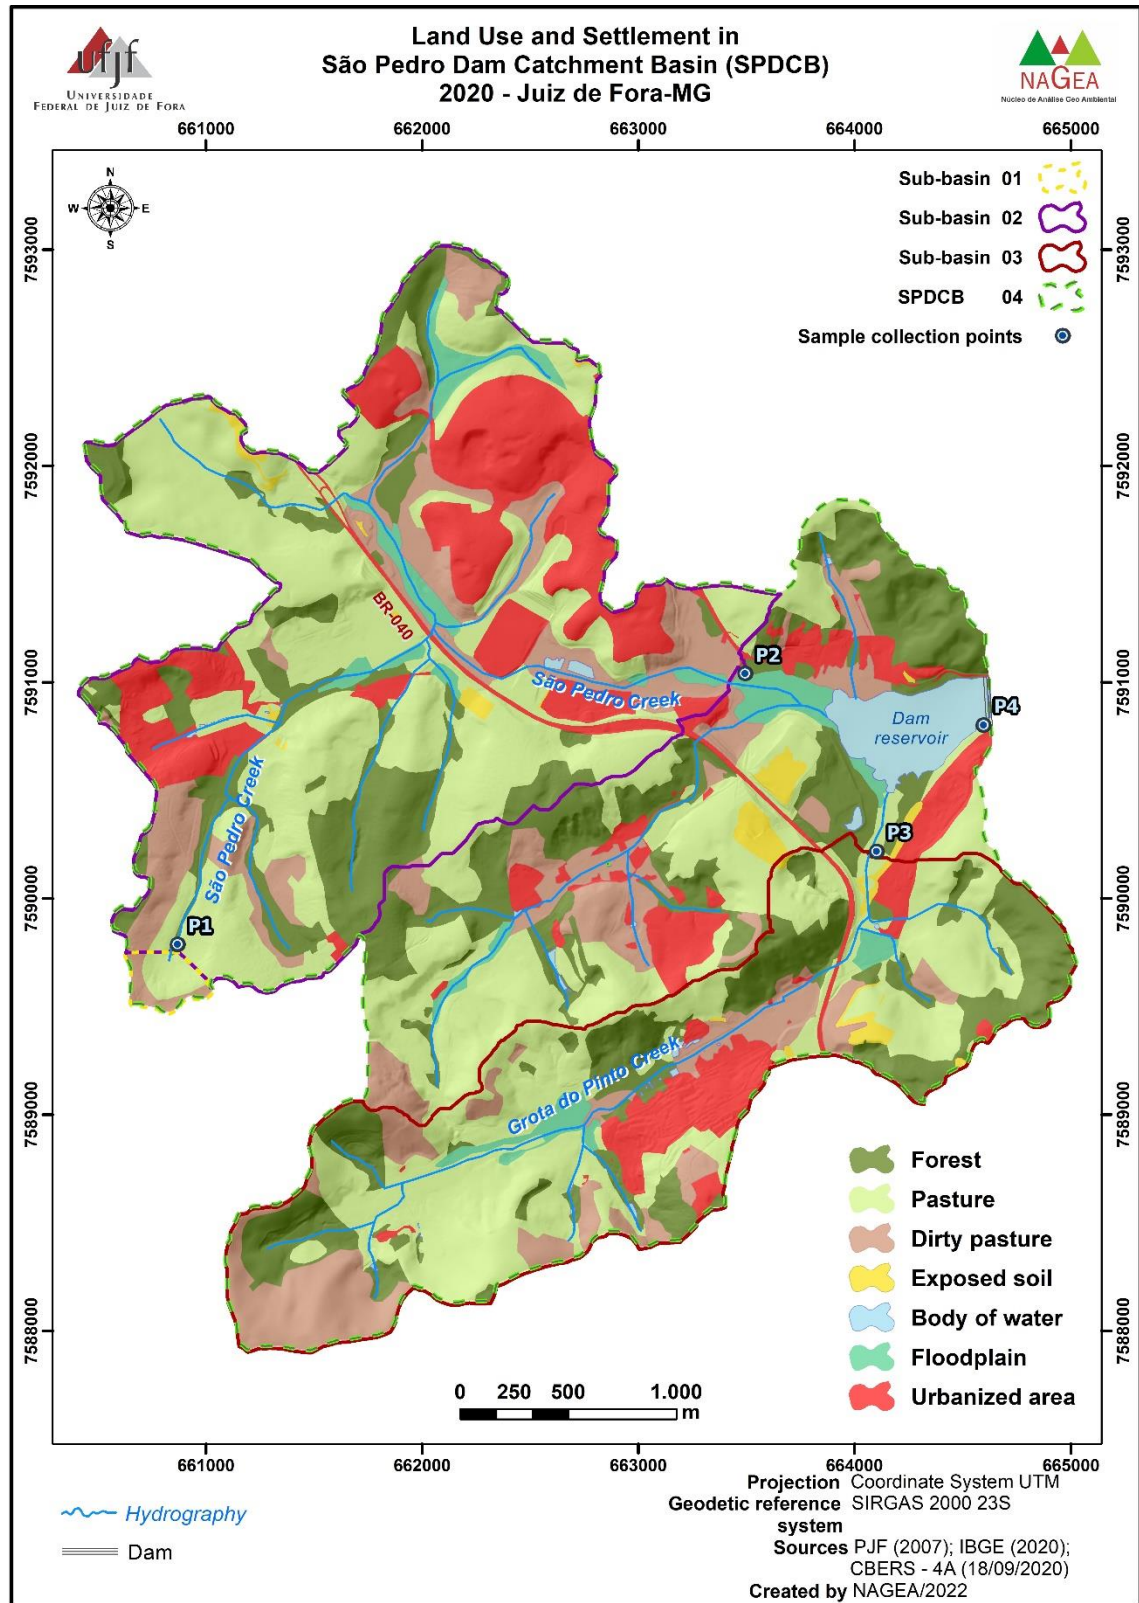 ufjf
UNIVERSIDADE
FEDERAL DE JUIZ DE FORA
Land Use and Settlement in
São Pedro Dam Catchment Basin (SPDCB)
2020 - Juiz de Fora-MG
NAGEA
Núcleo de Análise Geo Ambiental
661000 662000 663000 664000 665000
N
W E
S
Sub-basin 01
Sub-basin 02
Sub-basin 03
SPDCB 04
Sample collection points
7593000 7593000
7592000 7592000
7591000 7591000
7590000 7590000
7589000 7589000
7588000 7588000
BR-040
P2
São Pedro Creek
P4
Dam
reservoir
São Pedro Creek
P3
P1
Grota do Pinto Creek
Forest
Pasture
Dirty pasture
Exposed soil
Body of water
Floodplain
Urbanized area
0 250 500 1.000
m
661000 662000 663000 664000 665000
Hydrography
Dam
Projection Coordinate System UTM
Geodetic reference SIRGAS 2000 23S
system
Sources PJF (2007); IBGE (2020);
CBERS - 4A (18/09/2020)
Created by NAGEA/2022